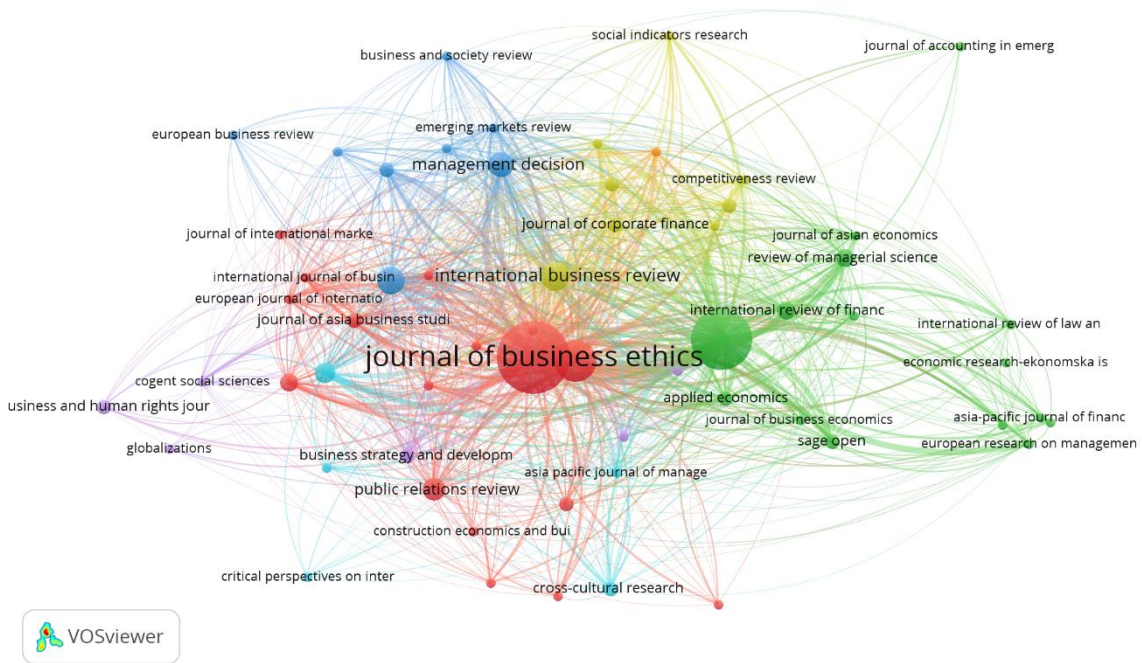 social indicators research
journal of accounting in emerg
business and society review
emerging markets review
european business review
management decision
competitiveness review
journal of corporate finance
journal of international marke
journal of asian economics
review of managerial science
international journal of busin
international business review
european journal of internatio
journal of asia business studi
international review of financ
international review of law an
journal of business ethics
economic research-ekonomska is
cogent social sciences
applied economics
usiness and human rights jour
journal of business economics
asia-pacific journal of financ
globalizations
sage open
european research on managemen
business strategy and developm
asia pacific journal of manage
public relations review
construction economics and bui
critical perspectives on inter
cross-cultural research
VOSviewer